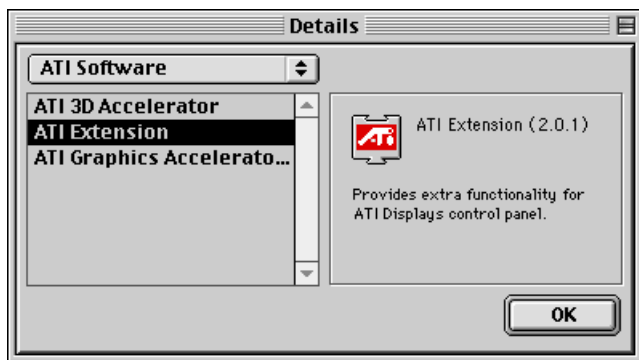 Details
ATI Software
ATI 3D Accelerator
ATI Extension
ATI Graphics Accelerato...
ATI
ATI Extension (2.0.1)
Provides extra functionality for
ATI Displays control panel.
OK